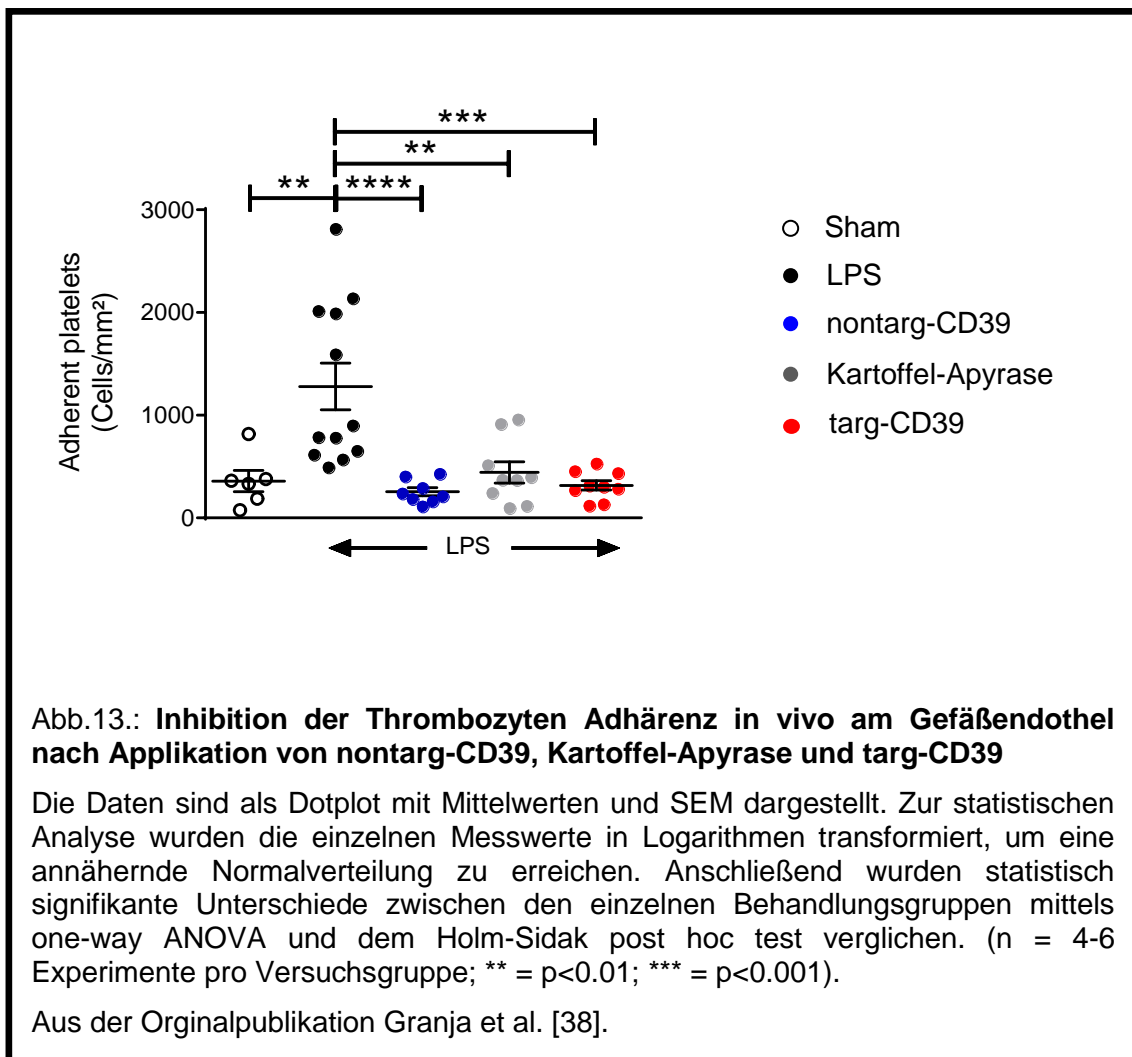 ***
**
** ****
3000
2000
1000
0
Adherent platelets
(Cells/mm²)
LPS
Sham
LPS
nontarg-CD39
Kartoffel-Apyrase
targ-CD39
Abb.13.: Inhibition der Thrombozyten Adhärenz in vivo am Gefäßendothel
nach Applikation von nontarg-CD39, Kartoffel-Apyrase und targ-CD39
Die Daten sind als Dotplot mit Mittelwerten und SEM dargestellt. Zur statistischen
Analyse wurden die einzelnen Messwerte in Logarithmen transformiert, um eine
annähernde Normalverteilung zu erreichen. Anschließend wurden statistisch
signifikante Unterschiede zwischen den einzelnen Behandlungsgruppen mittels
one-way ANOVA und dem Holm-Sidak post hoc test verglichen. (n = 4-6
Experimente pro Versuchsgruppe; ** = p<0.01; *** = p<0.001).
Aus der Orginalpublikation Granja et al. [38].